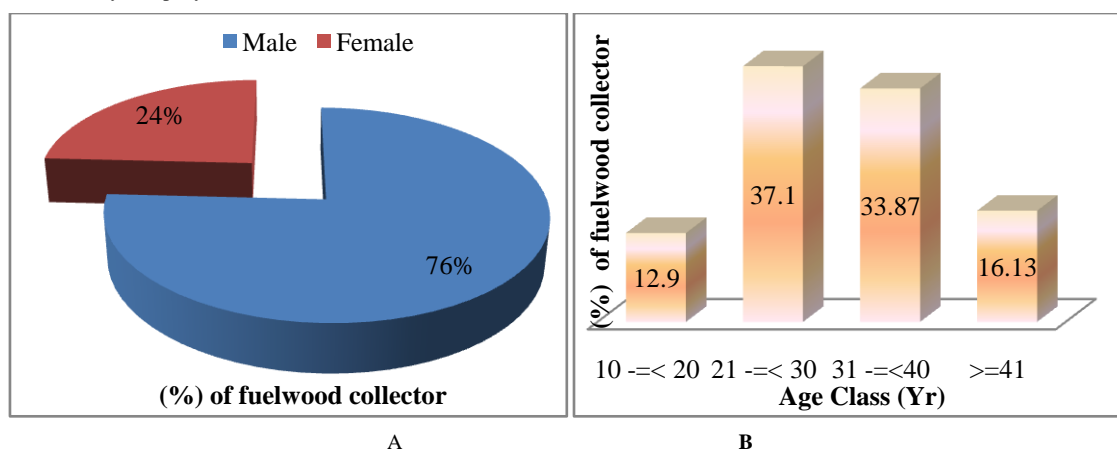 Male Female
24%
76%
(%) of fuelwood collector
A
(%) of fuelwood collector
12.9
37.1
33.87
16.13
10 -=< 20 21 -=< 30 31 -=<40 >=41
Age Class (Yr)
B